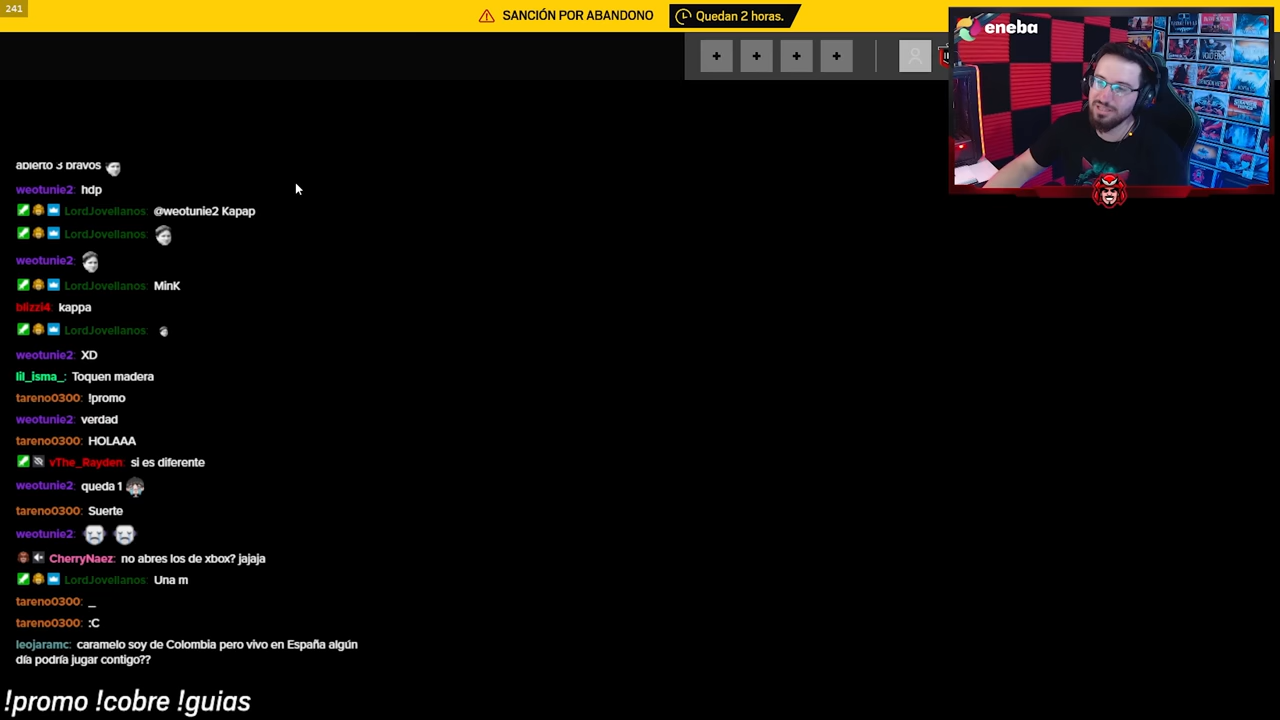 241
SANCIÓN POR ABANDONO
Quedan 2 horas.
eneba
abierto 3 bravos
weotunie2: hdp
LordJovellanos: @weotunie2 Kapap
LordJovellanos:
weotunie2:
LordJovellanos: MinK
blizzi4: kappa
LordJovellanos:
weotunie2: XD
lil_isma_: Toquen madera
tareno0300: !promo
weotunie2: verdad
tareno0300: HOLAAA
vThe_Rayden: si es diferente
weotunie2: queda 1
tareno0300: Suerte
weotunie2:
CherryNaez: no abres los de xbox? jajaja
LordJovellanos: Una m
tareno0300: _
tareno0300: :C
leojaramc: caramelo soy de Colombia pero vivo en España algún
día podría jugar contigo??
!promo !cobre !guias